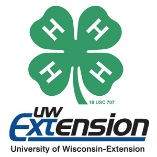 H H
H H
18 USC 707
UW
Extension
University of Wisconsin-Extension